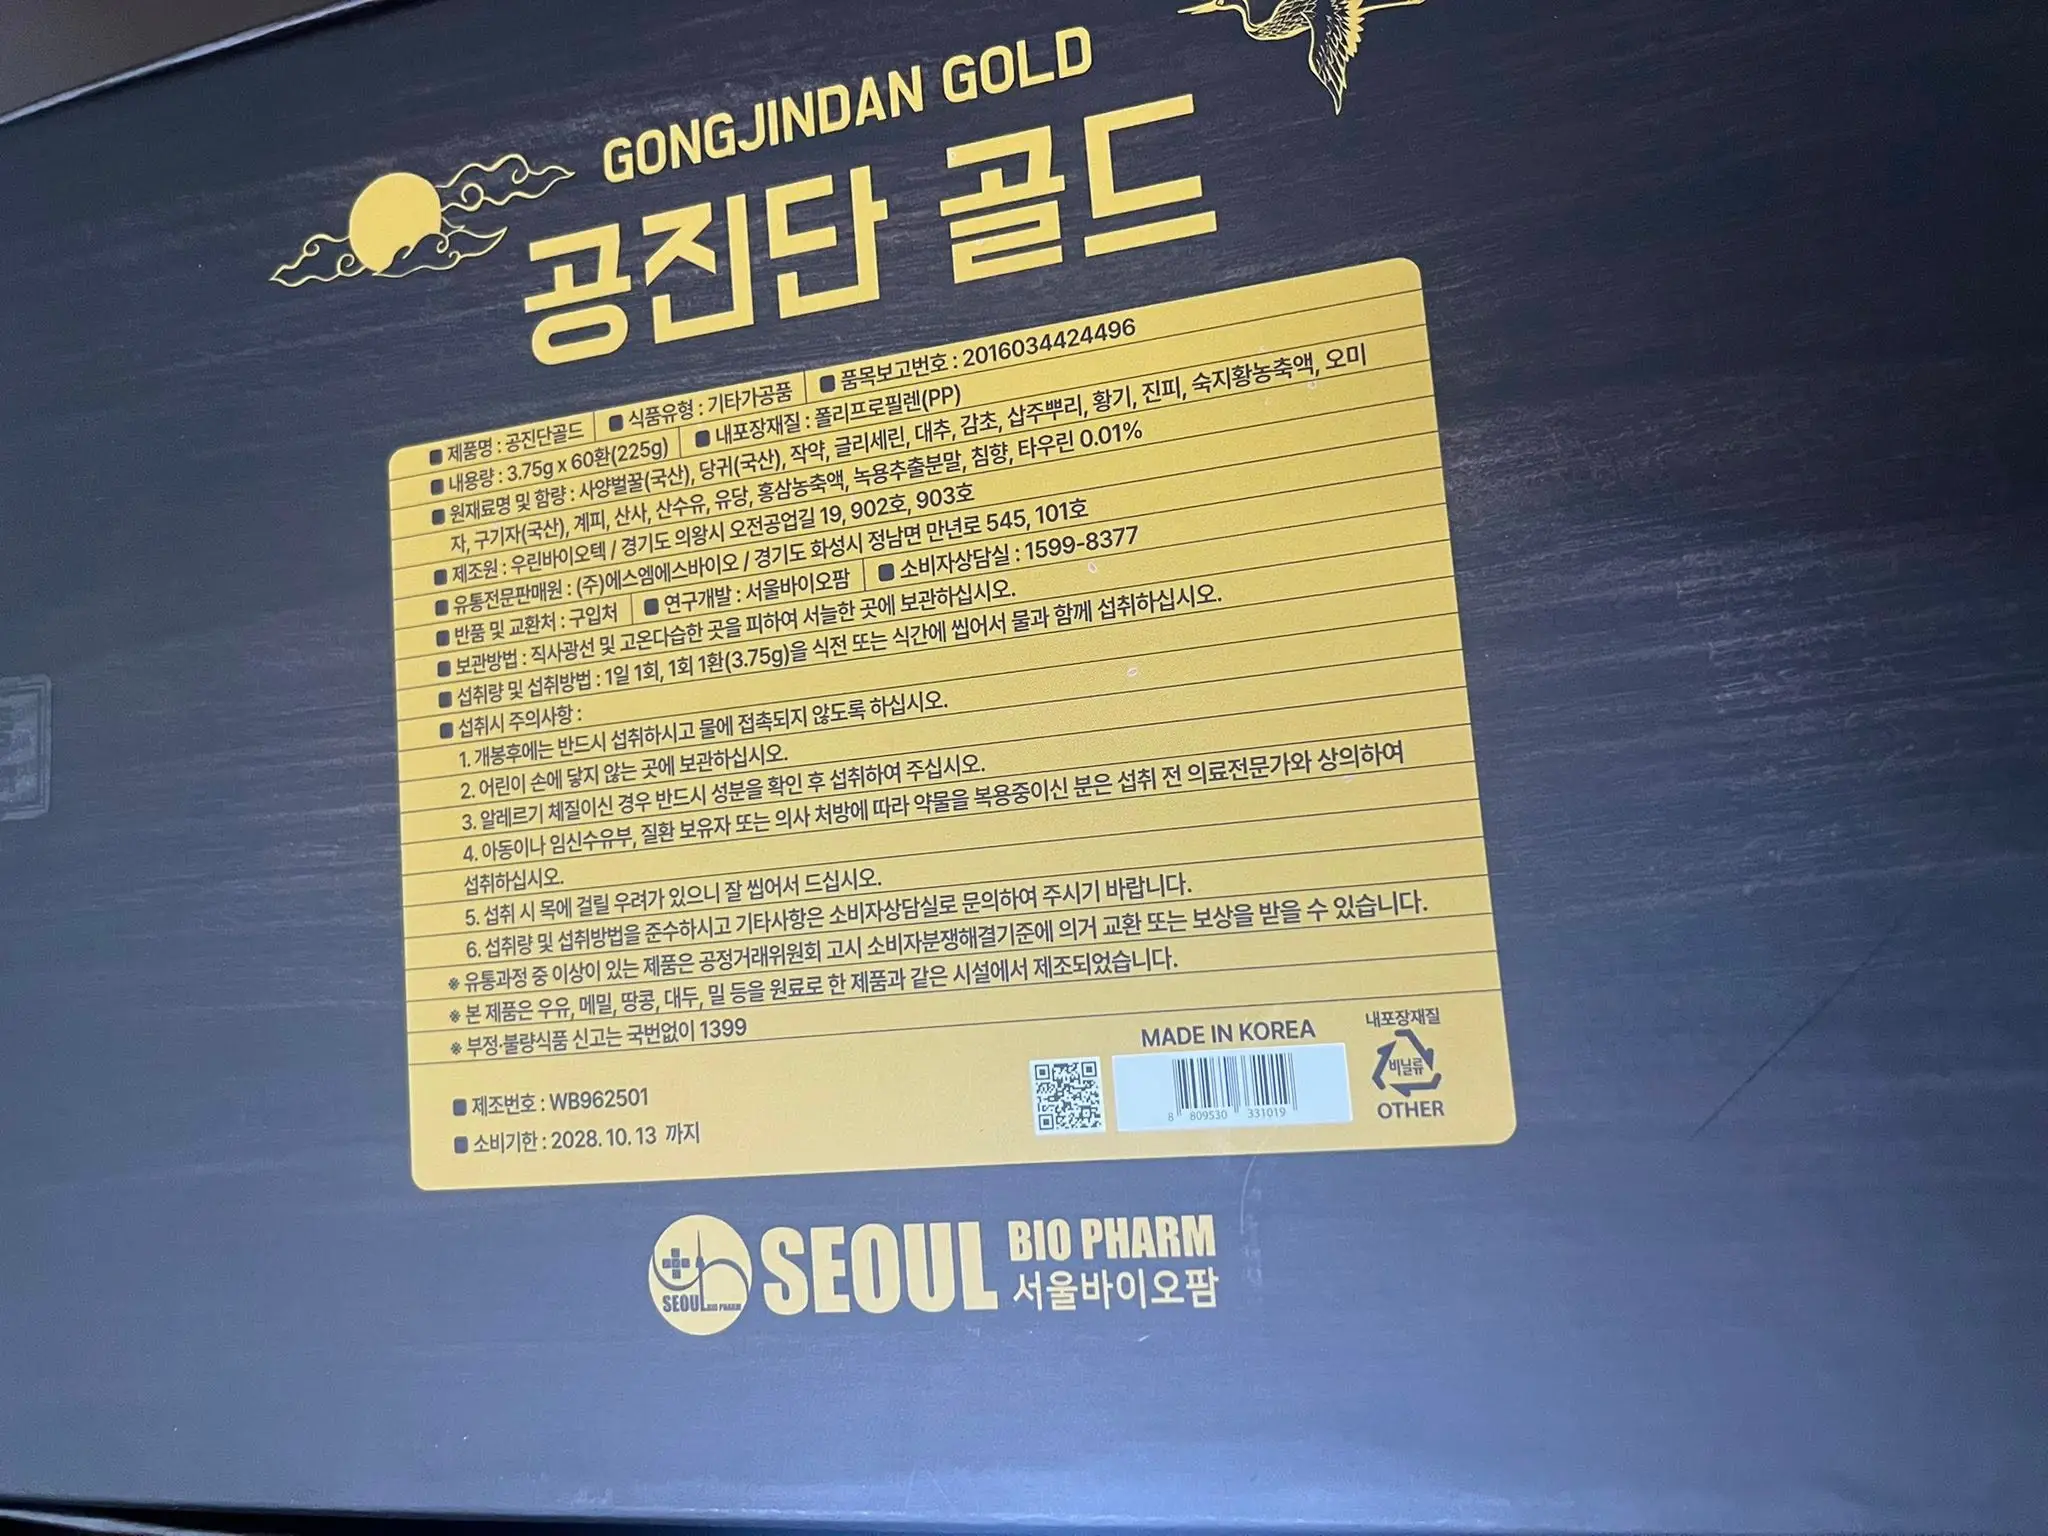 GONGJINDAN GOLD
공진단 골드
■ 제품명 : 공진단골드 ■ 식품유형 : 기타가공품 ■ 품목보고번호 : 2016034424496
■ 내용량 : 3.75g x 60환(225g) ■ 내포장재질 : 폴리프로필렌(PP)
■ 원재료명 및 함량 : 사양벌꿀(국산), 당귀(국산), 작약, 글리세린, 대추, 감초, 삽주뿌리, 황기, 진피, 숙지황농축액, 오미
자, 구기자(국산), 계피, 산사, 산수유, 유당, 홍삼농축액, 녹용추출분말, 침향, 타우린 0.01%
■ 제조원 : 우린바이오텍 / 경기도 의왕시 오전공업길 19, 902호, 903호
■ 유통전문판매원 : (주)에스엠에스바이오 / 경기도 화성시 정남면 만년로 545, 101호
■ 반품 및 교환처 : 구입처 ■ 연구개발 : 서울바이오팜 ■ 소비자상담실 : 1599-8377
■ 보관방법 : 직사광선 및 고온다습한 곳을 피하여 서늘한 곳에 보관하십시오.
■ 섭취량 및 섭취방법 : 1일 1회, 1회 1환(3.75g)을 식전 또는 식간에 씹어서 물과 함께 섭취하십시오.
■ 섭취시 주의사항 :
1. 개봉후에는 반드시 섭취하시고 물에 접촉되지 않도록 하십시오.
2. 어린이 손에 닿지 않는 곳에 보관하십시오.
3. 알레르기 체질이신 경우 반드시 성분을 확인 후 섭취하여 주십시오.
4. 아동이나 임신수유부, 질환 보유자 또는 의사 처방에 따라 약물을 복용중이신 분은 섭취 전 의료전문가와 상의하여
섭취하십시오.
5. 섭취 시 목에 걸릴 우려가 있으니 잘 씹어서 드십시오.
6. 섭취량 및 섭취방법을 준수하시고 기타사항은 소비자상담실로 문의하여 주시기 바랍니다.
※ 유통과정 중 이상이 있는 제품은 공정거래위원회 고시 소비자분쟁해결기준에 의거 교환 또는 보상을 받을 수 있습니다.
※ 본 제품은 우유, 메밀, 땅콩, 대두, 밀 등을 원료로 한 제품과 같은 시설에서 제조되었습니다.
※ 부정·불량식품 신고는 국번없이 1399
■ 제조번호 : WB962501
■ 소비기한 : 2028. 10. 13 까지
MADE IN KOREA
8 809530 331019
내포장재질
비닐류
OTHER
SEOUL BIO PHARM
SEOUL BIO PHARM
서울바이오팜